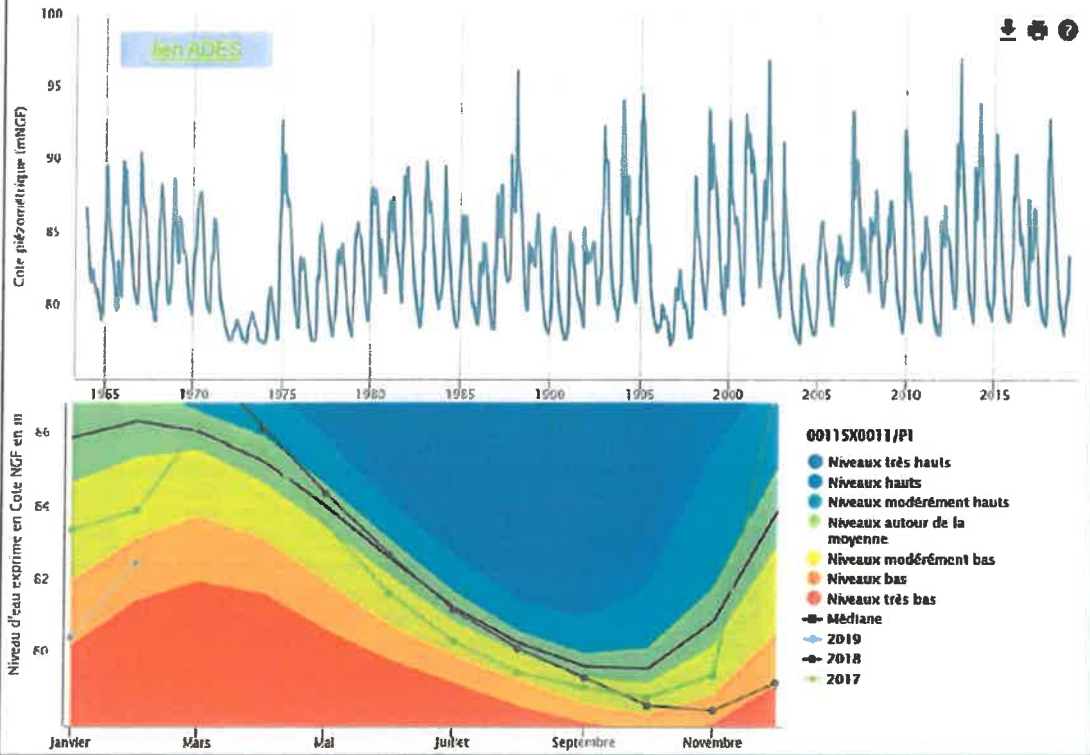 100
lien ADES
95
90
85
80
Cote piézométrique (mNGF)
1965 1970 1975 1980 1985 1990 1995 2000 2005 2010 2015
Niveau d'eau exprime en Cote NGF en m
86
84
82
80
Janvier Mars Mai Juillet Septembre Novembre
00115X0011/P1
Niveaux très hauts
Niveaux hauts
Niveaux modérément hauts
Niveaux autour de la
moyenne
Niveaux modérément bas
Niveaux bas
Niveaux très bas
Médiane
2019
2018
2017